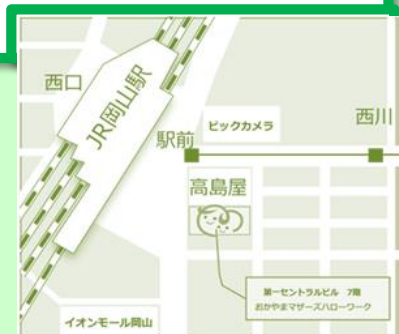 西口
JR岡山駅
駅前
ビックカメラ
西川
高島屋
第一セントラルビル 7階
おかやまマザーズハローワーク
イオンモール岡山